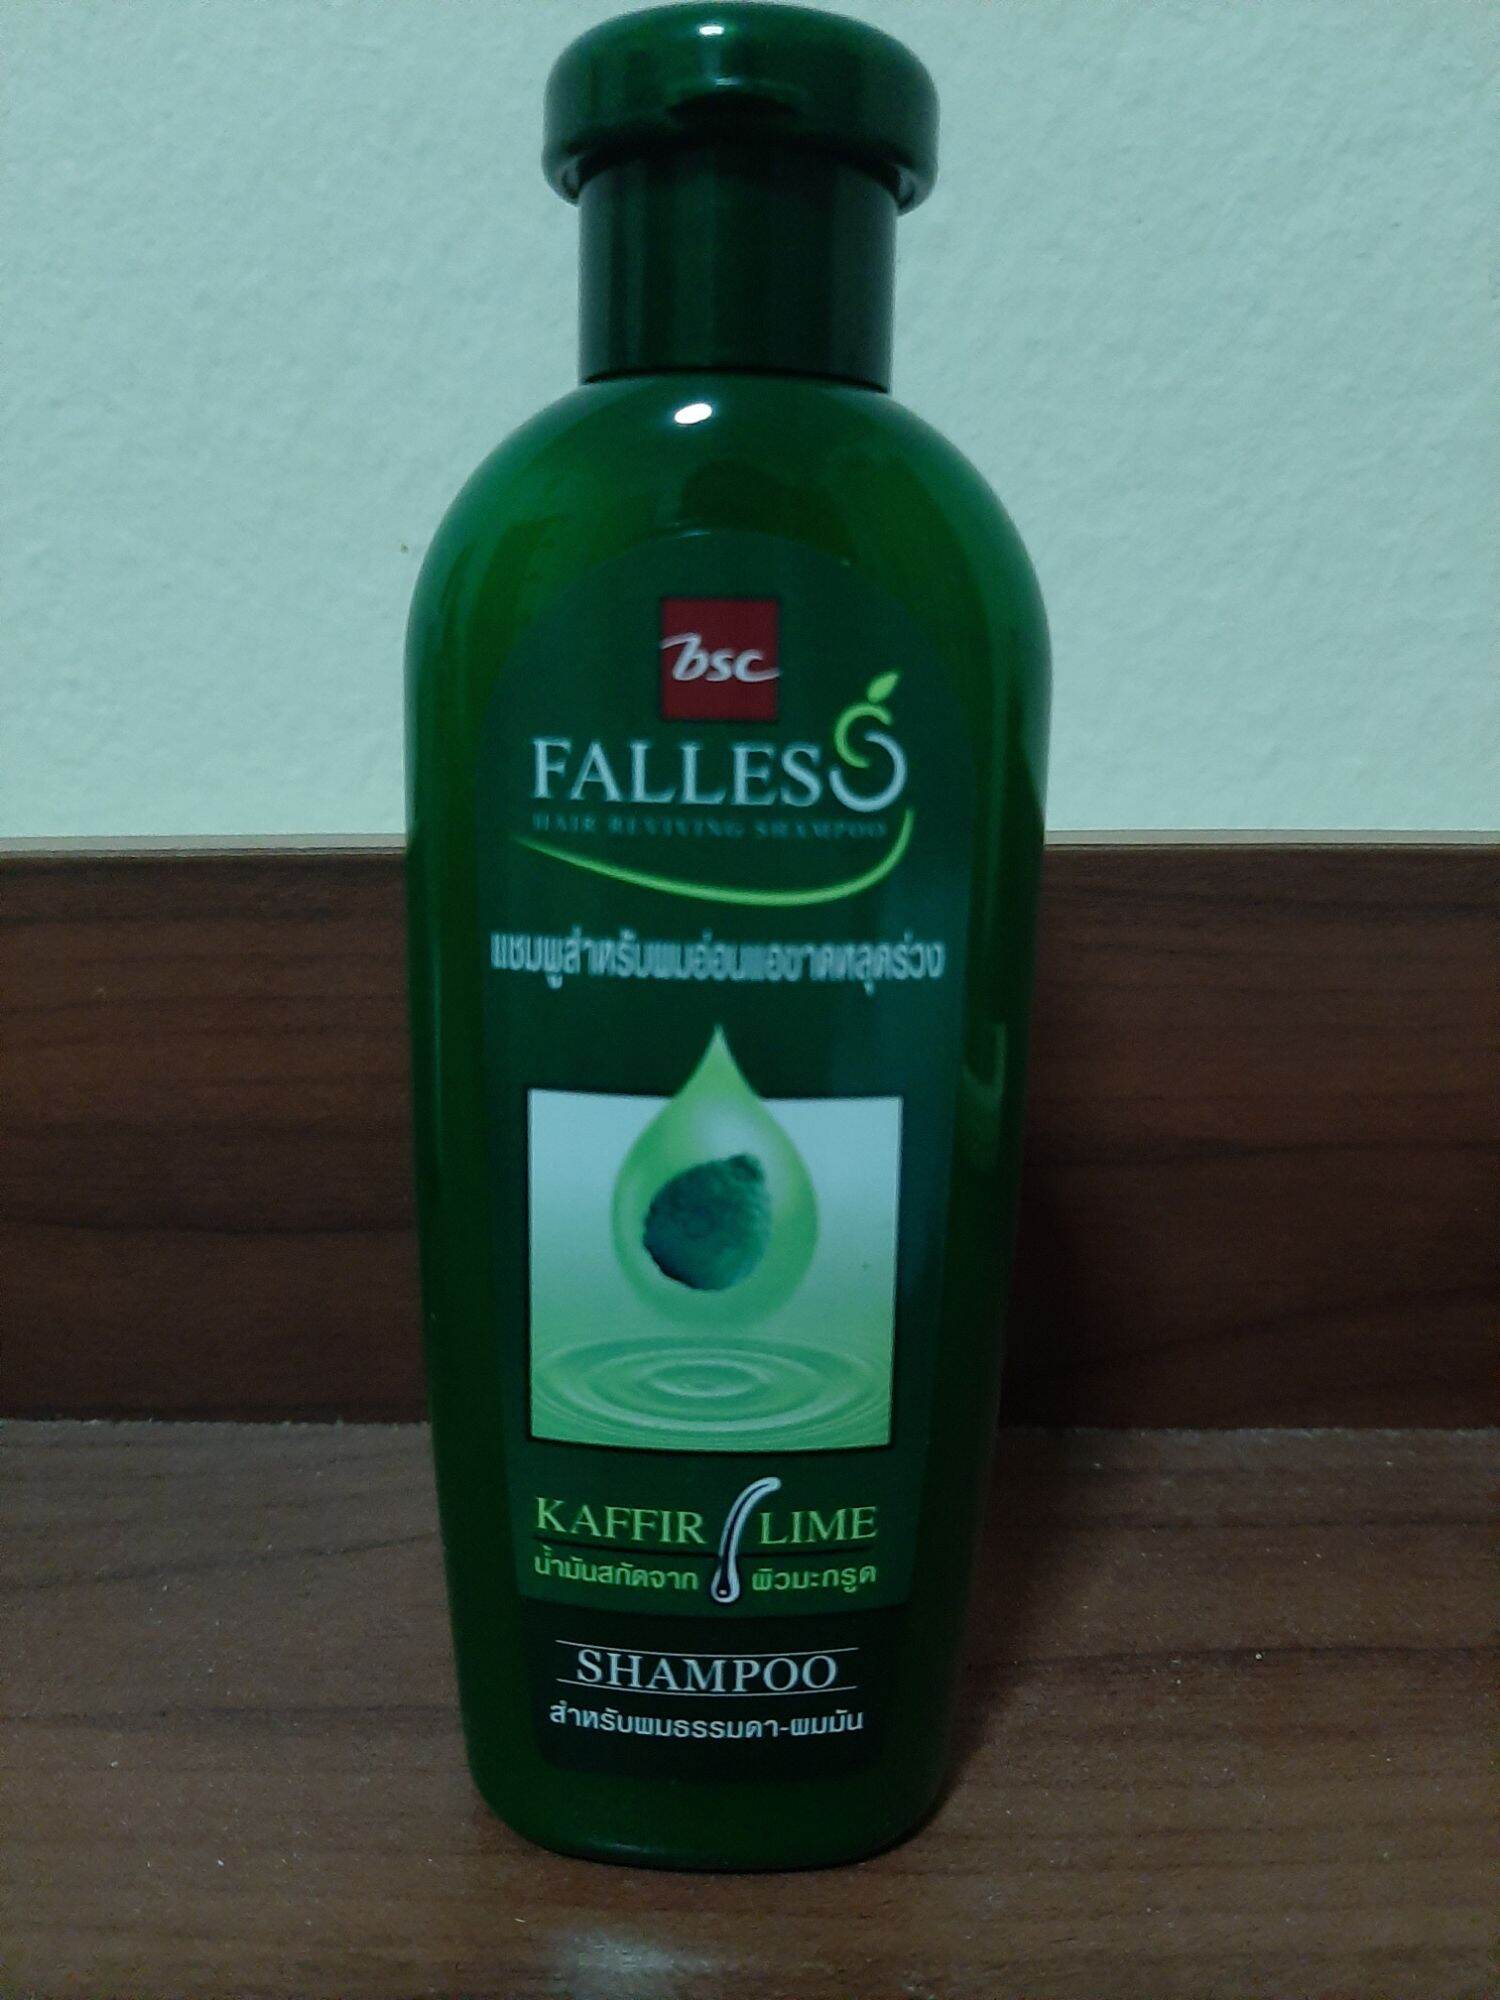 bsc
FALLES
HAIR REVIVING SHAMPOO
แชมพูสำหรับผมอ่อนแอขาดหลุดร่วง
KAFFIR LIME
น้ำมันสกัดจาก ผิวมะกรูด
SHAMPOO
สำหรับผมธรรมดา-ผมมัน